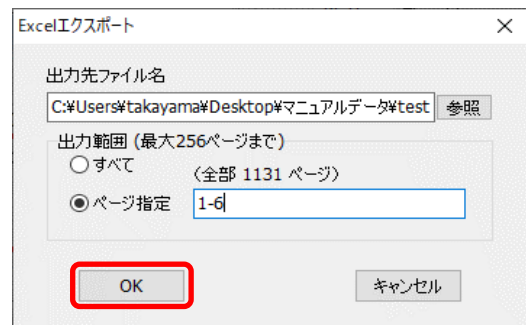 Excelエクスポート
出力先ファイル名
C:¥Users¥takayama¥Desktop¥マニュアルデータ¥test 参照
出力範囲 (最大256ページまで)
すべて (全部 1131 ページ)
ページ指定 1-6
OK キャンセル